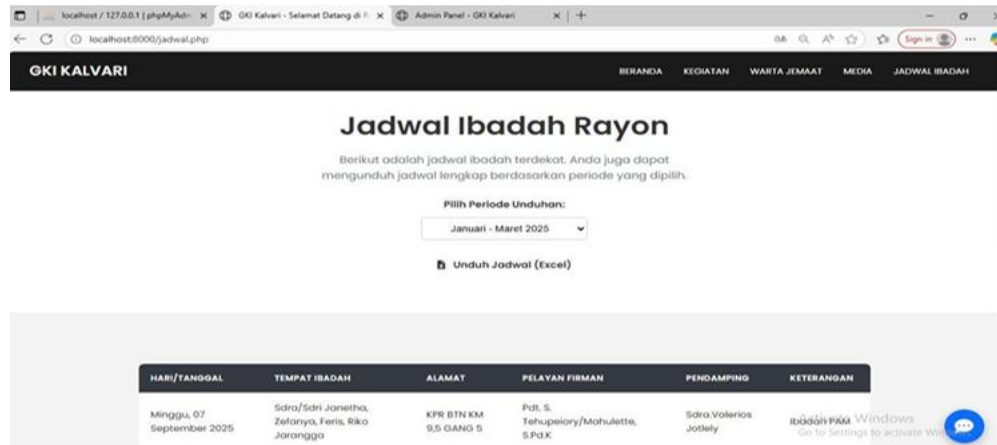 localhost / 127.0.0.1 | phpMyAdm
GKI Kalvari - Selamat Datang di
Admin Panel - GKI Kalvari
localhost:8000/jadwal.php
Sign in
GKI KALVARI
BERANDA KEGIATAN WARTA JEMAAT MEDIA JADWAL IBADAH
Jadwal Ibadah Rayon
Berikut adalah jadwal ibadah terdekat. Anda juga dapat
mengunduh jadwal lengkap berdasarkan periode yang dipilih.
Pilih Periode Unduhan:
Januari - Maret 2025
Unduh Jadwal (Excel)
HARI/TANGGAL TEMPAT IBADAH ALAMAT PELAYAN FIRMAN PENDAMPING KETERANGAN
Minggu, 07
September 2025
Sdra/Sdri Janetha,
Zefanya, Feris, Riko
Jarangga
KPR BTN KM
9,5 GANG 5
Pdt. S.
Tehupeiory/Mahulette,
S.Pd.K
Sdra.Valerios
Jotlely
Ibadah PAM
Activate Windows
Go to Settings to activate